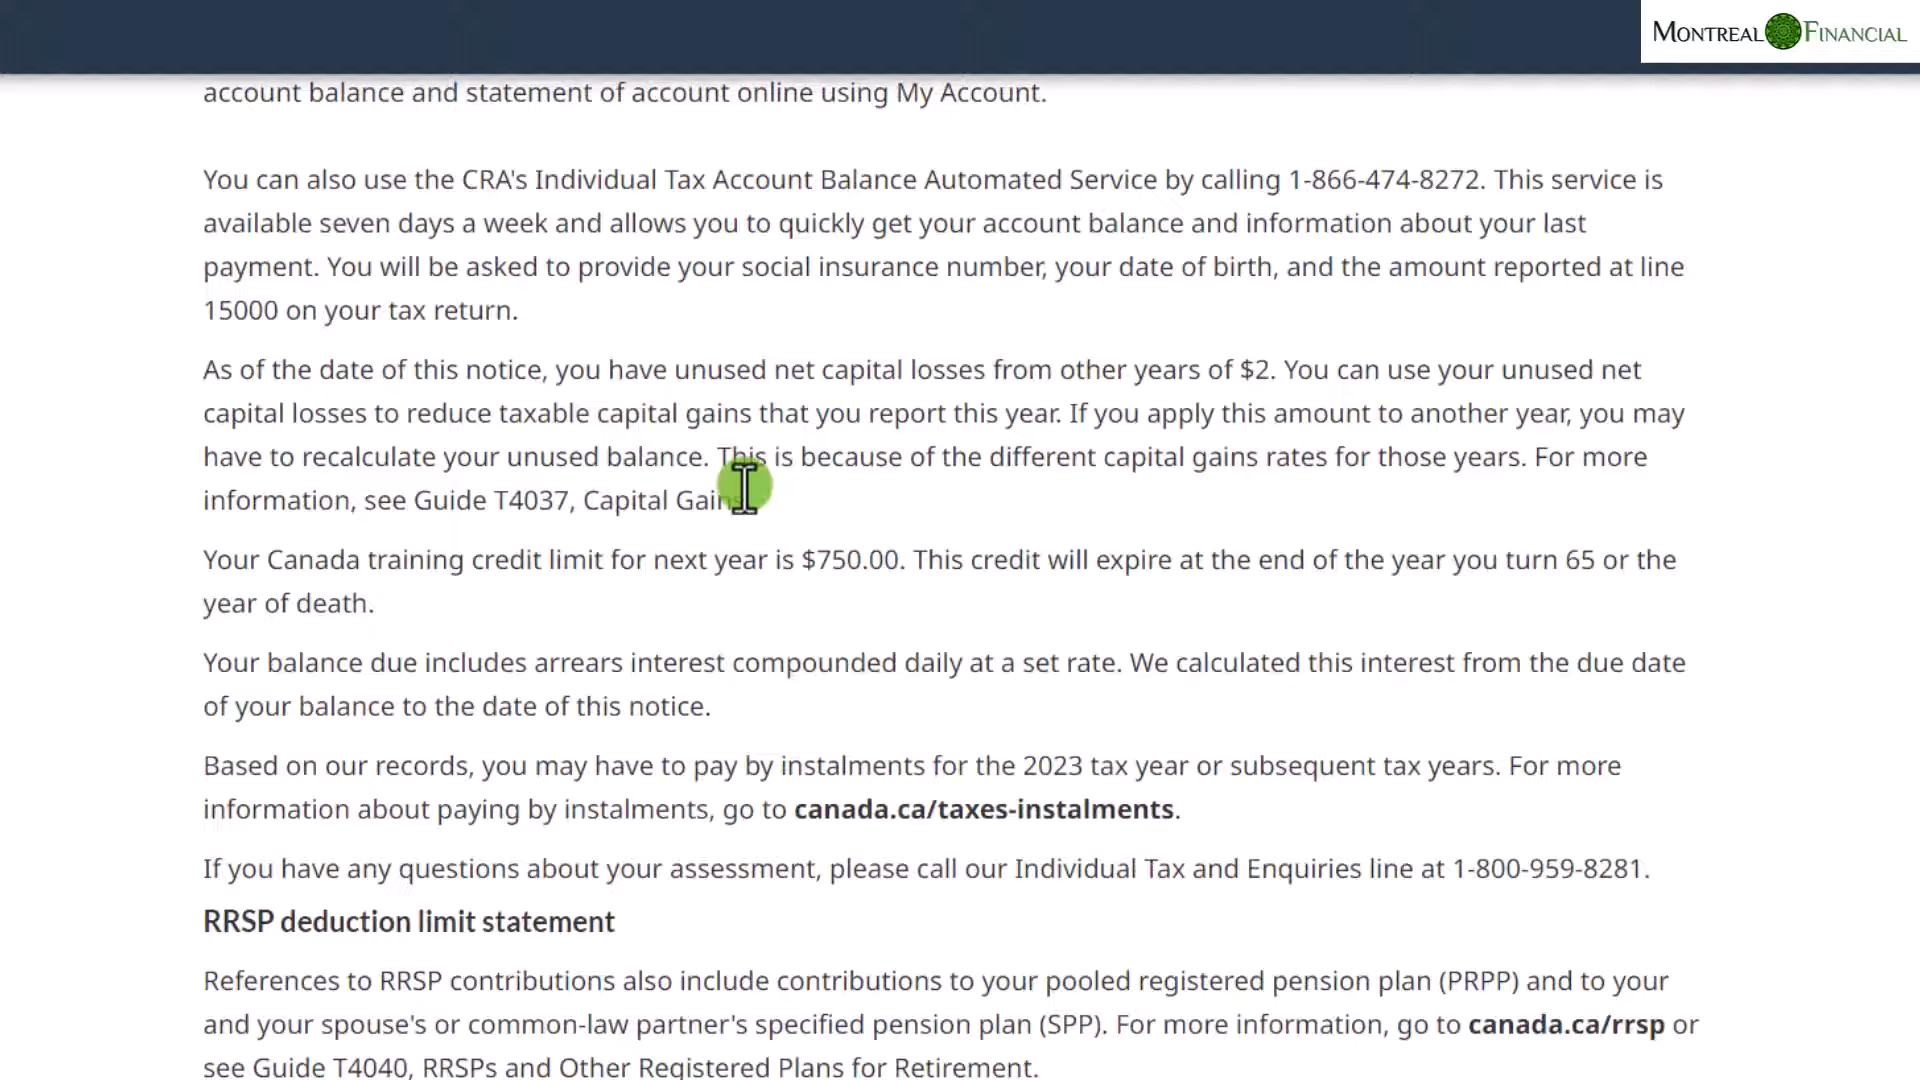 MONTREAL FINANCIAL
account balance and statement of account online using My Account.
You can also use the CRA's Individual Tax Account Balance Automated Service by calling 1-866-474-8272. This service is
available seven days a week and allows you to quickly get your account balance and information about your last
payment. You will be asked to provide your social insurance number, your date of birth, and the amount reported at line
15000 on your tax return.
As of the date of this notice, you have unused net capital losses from other years of $2. You can use your unused net
capital losses to reduce taxable capital gains that you report this year. If you apply this amount to another year, you may
have to recalculate your unused balance. This is because of the different capital gains rates for those years. For more
information, see Guide T4037, Capital Gains.
Your Canada training credit limit for next year is $750.00. This credit will expire at the end of the year you turn 65 or the
year of death.
Your balance due includes arrears interest compounded daily at a set rate. We calculated this interest from the due date
of your balance to the date of this notice.
Based on our records, you may have to pay by instalments for the 2023 tax year or subsequent tax years. For more
information about paying by instalments, go to canada.ca/taxes-instalments.
If you have any questions about your assessment, please call our Individual Tax and Enquiries line at 1-800-959-8281.
RRSP deduction limit statement
References to RRSP contributions also include contributions to your pooled registered pension plan (PRPP) and to your
and your spouse's or common-law partner's specified pension plan (SPP). For more information, go to canada.ca/rrsp or
see Guide T4040, RRSPs and Other Registered Plans for Retirement.